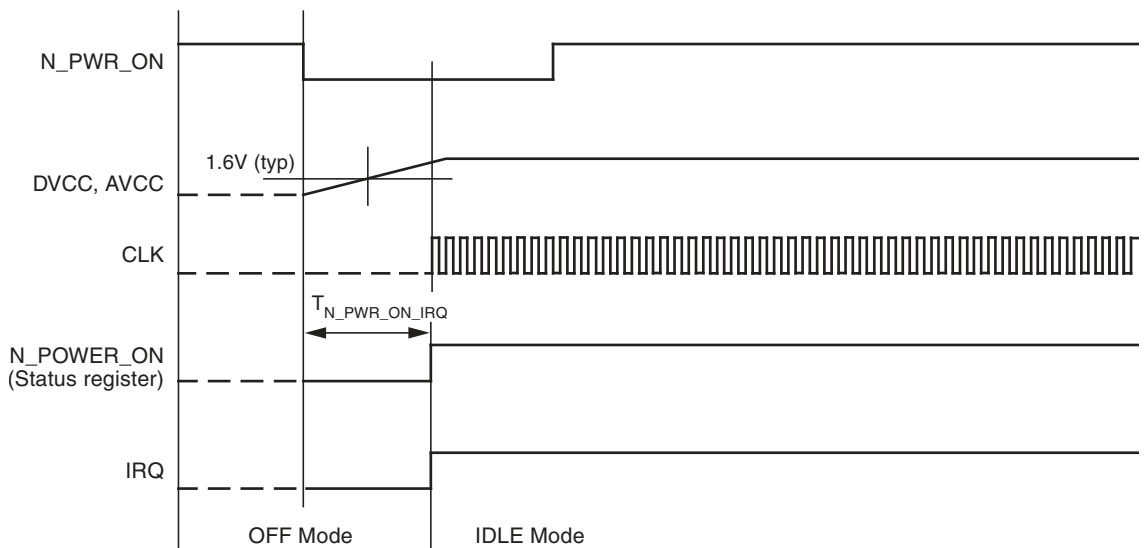 N_PWR_ON
1.6V (typ)
DVCC, AVCC
CLK
T_N_PWR_ON_IRQ
N_POWER_ON
(Status register)
IRQ
OFF Mode
IDLE Mode